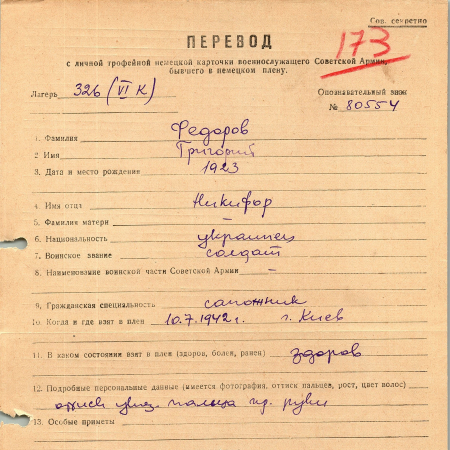 Сов. секретно
173
ПЕРЕВОД
с личной трофейной немецкой карточки военнослужащего Советской Армии,
бывшего в немецком плену.
Лагерь 326 (VI K)
Опознавательный знак
№ 80554
1. Фамилия Федоров
2 Имя Григорий
3. Дата и место рождения 1923
4. Имя отца Никифор
5. Фамилия матери —
6. Национальность украинец
7. Воинское звание солдат
8. Наименование воинской части Советской Армии —
9. Гражданская специальность сапожник
10. Когда и где взят в плен 10.7.1942 г. г. Киев
11. В каком состоянии взят в плен (здоров, болен, ранен) здоров
12. Подробные персональные данные (имеется фотография, оттиск пальцев, рост, цвет волос)
пальца пр. руки
13. Особые приметы